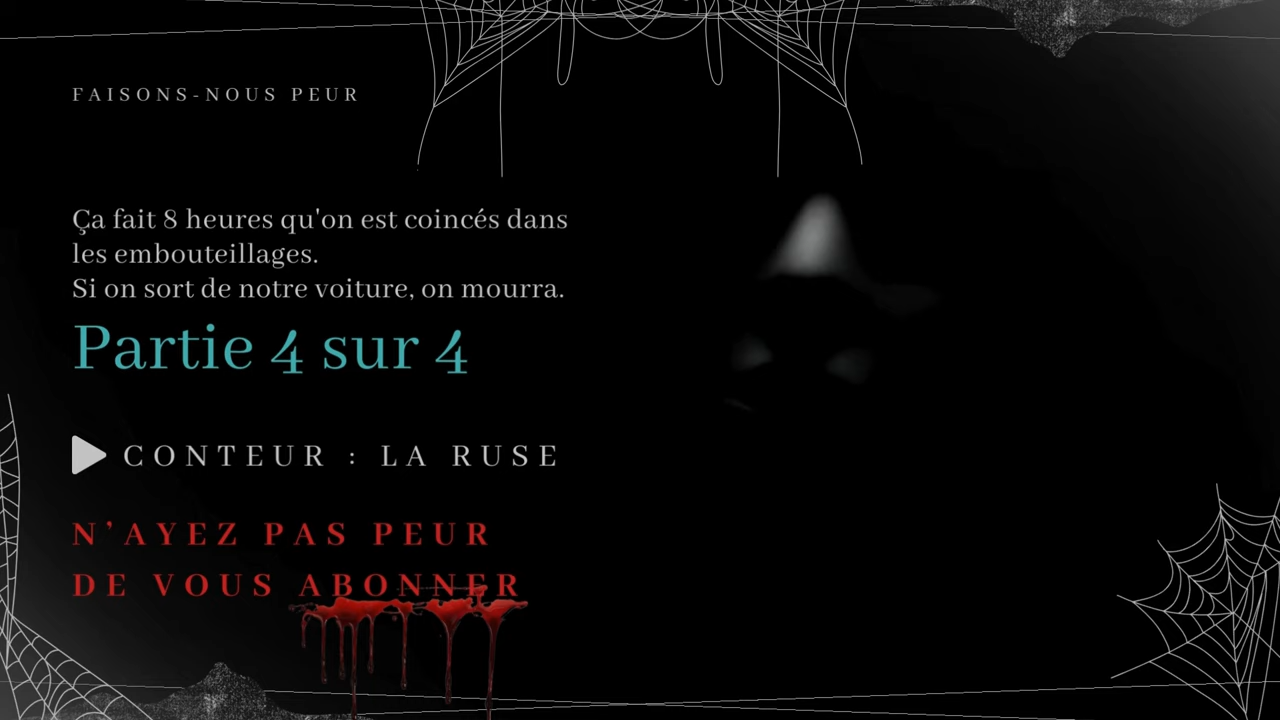 FAISONS-NOUS PEUR
Ça fait 8 heures qu'on est coincés dans
les embouteillages.
Si on sort de notre voiture, on mourra.
Partie 4 sur 4
CONTEUR : LA RUSE
N’AYEZ PAS PEUR
DE VOUS ABONNER